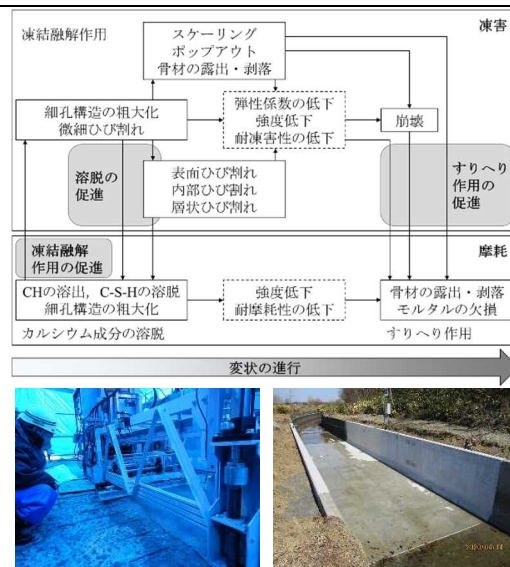 凍結融解作用
凍害
スケーリング
ポップアウト
骨材の露出・剥落
細孔構造の粗大化
微細ひび割れ
弾性係数の低下
強度低下
耐凍害性の低下
崩壊
溶脱の
促進
表面ひび割れ
内部ひび割れ
層状ひび割れ
すりへり
作用の
促進
凍結融解
作用の促進
摩耗
CHの溶出，C-S-Hの溶脱
細孔構造の粗大化
強度低下
耐摩耗性の低下
骨材の露出・剥落
モルタルの欠損
カルシウム成分の溶脱
すりへり作用
変状の進行